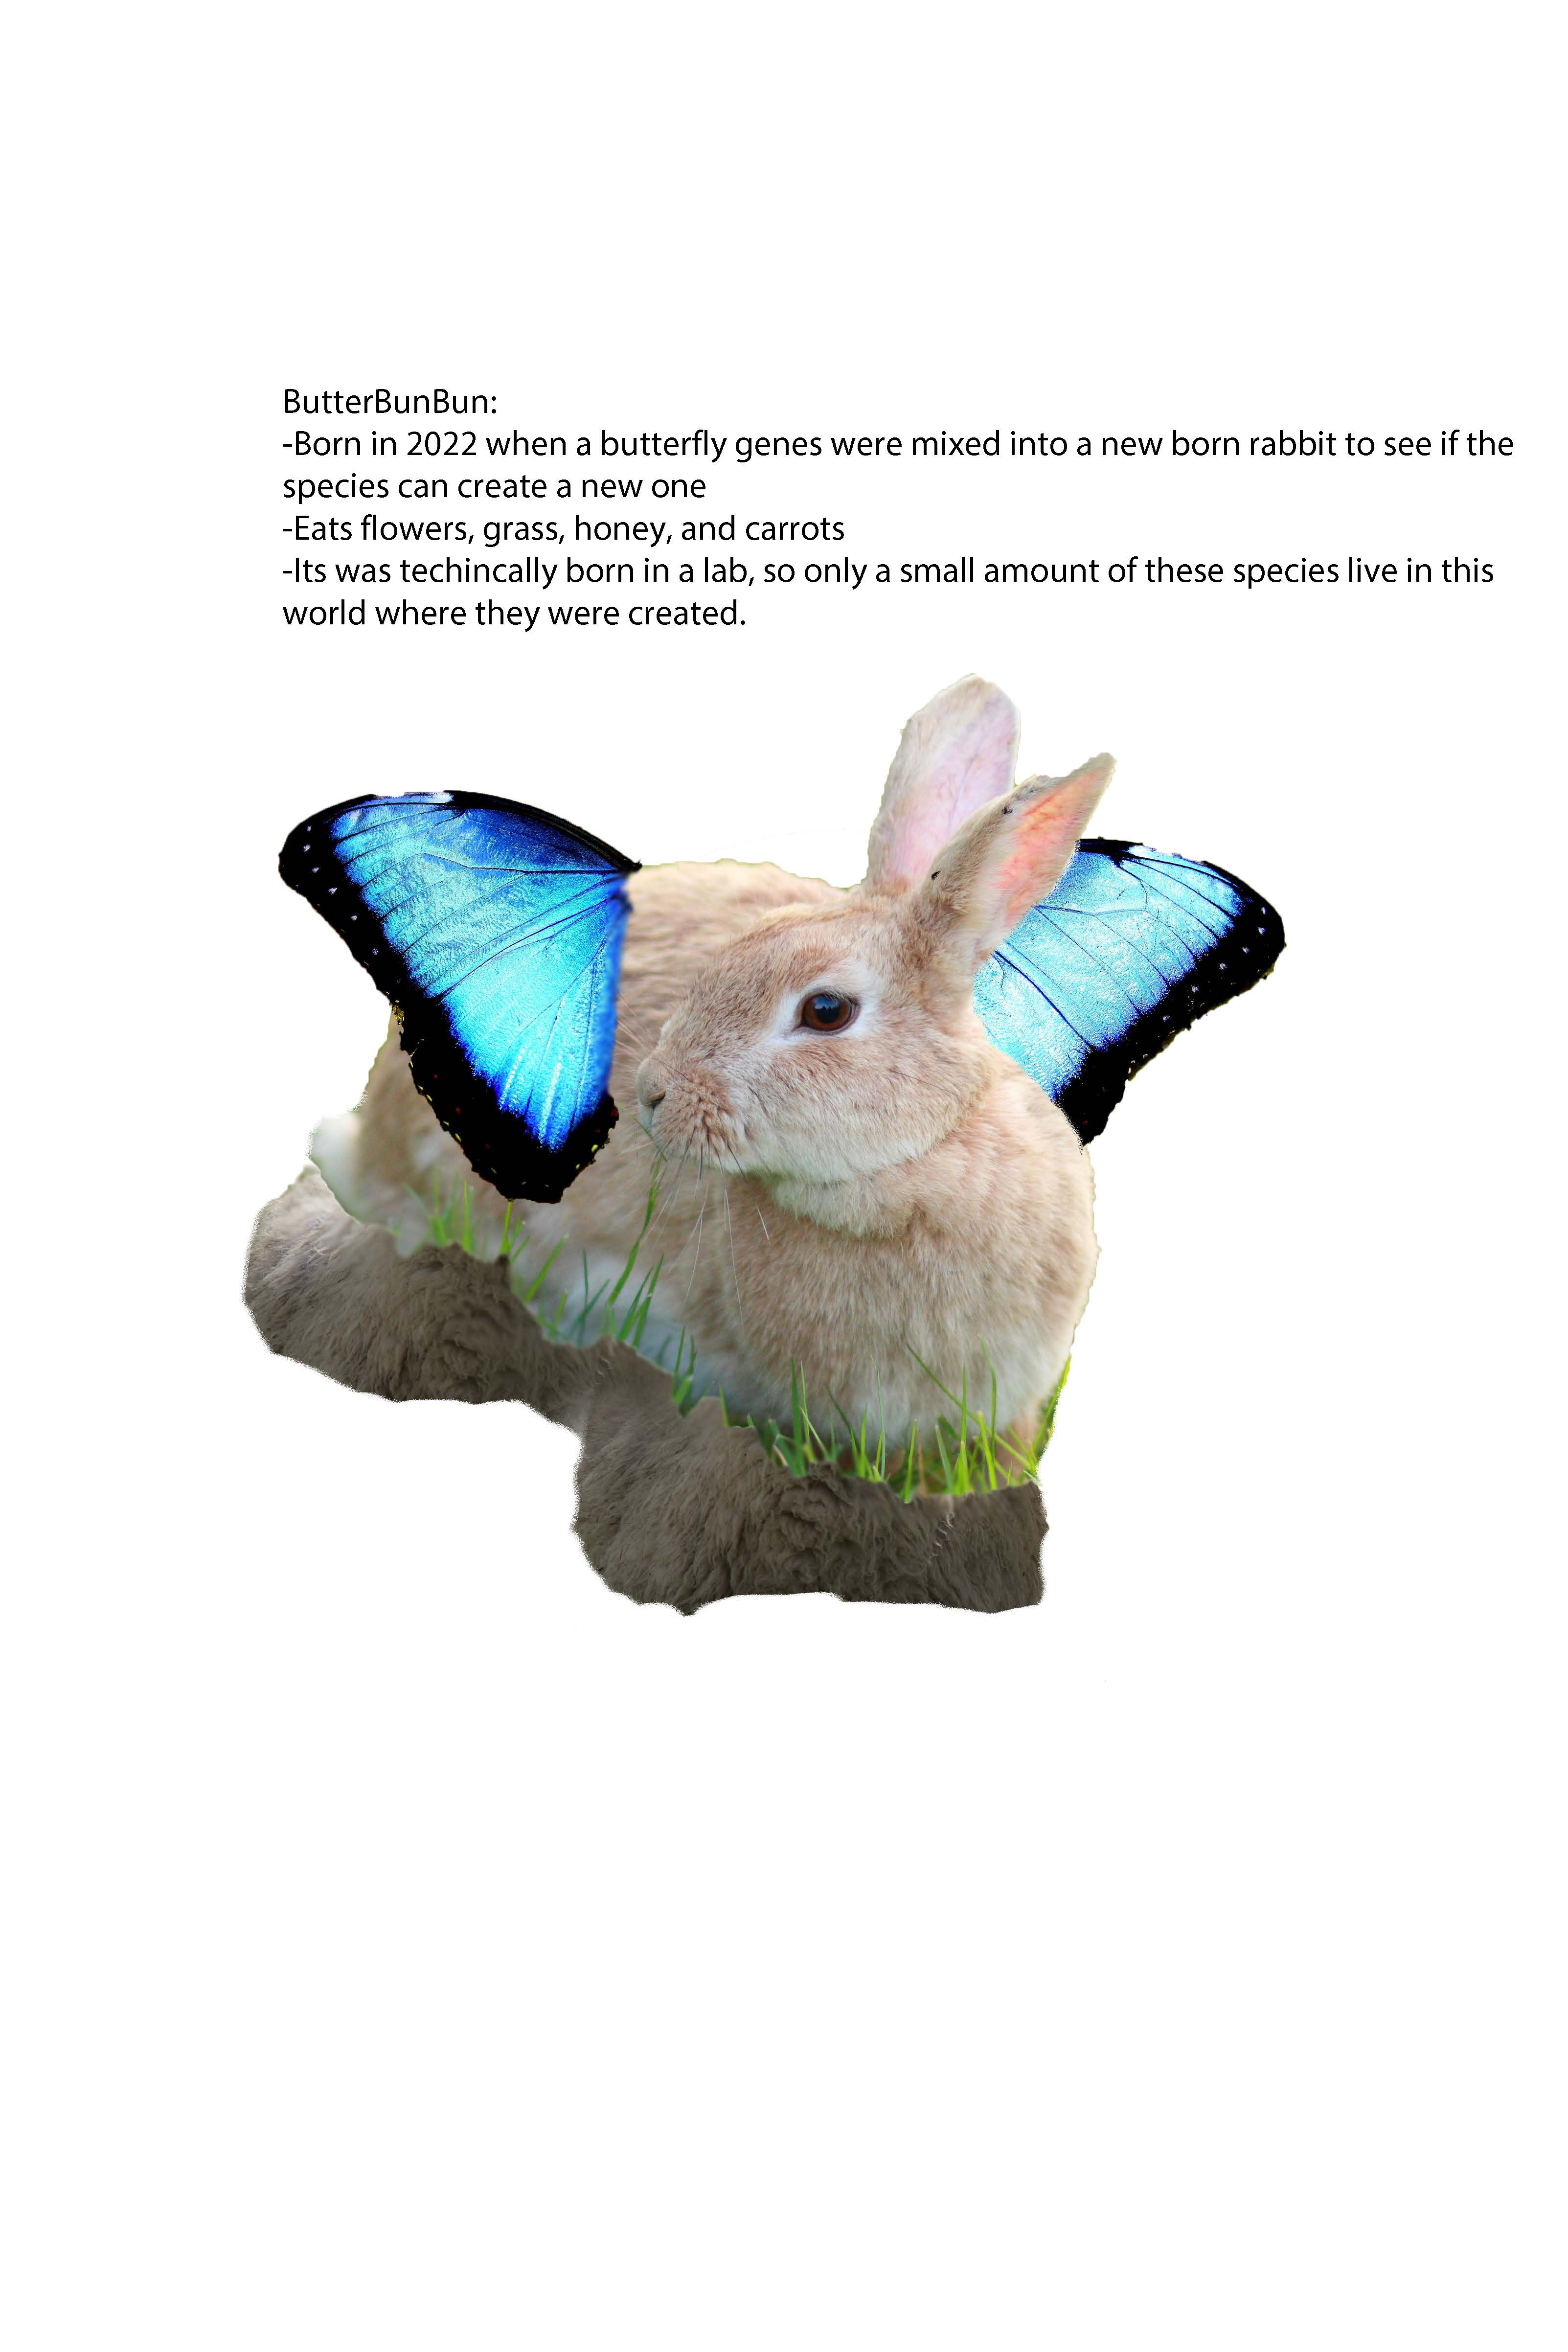 ButterBunBun:
-Born in 2022 when a butterfly genes were mixed into a new born rabbit to see if the
species can create a new one
-Eats flowers, grass, honey, and carrots
-Its was techincally born in a lab, so only a small amount of these species live in this
world where they were created.